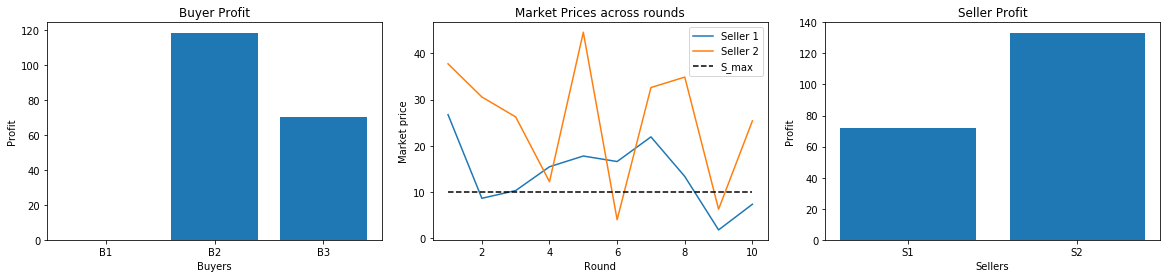 Buyer Profit
Profit
120
100
80
60
40
20
0
B1
B2
B3
Buyers
Market Prices across rounds
Market price
40
30
20
10
0
2
4
6
8
10
Round
Seller 1
Seller 2
S_max
Seller Profit
Profit
140
120
100
80
60
40
20
0
S1
S2
Sellers